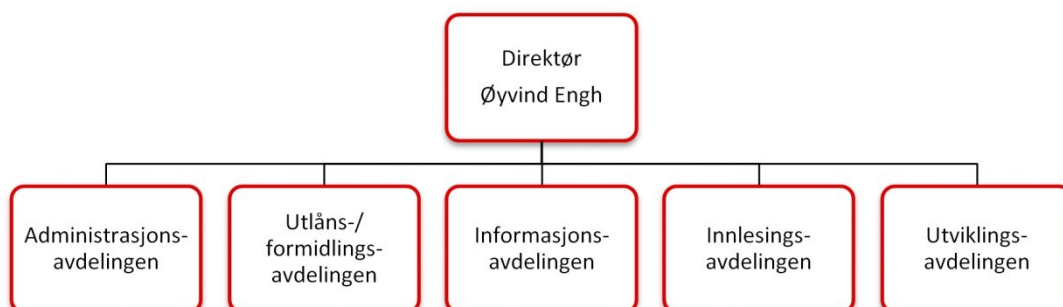 Direktør
Øyvind Engh
Administrasjons-
avdelingen
Utlåns-/
formidlings-
avdelingen
Informasjons-
avdelingen
Innlesings-
avdelingen
Utviklings-
avdelingen